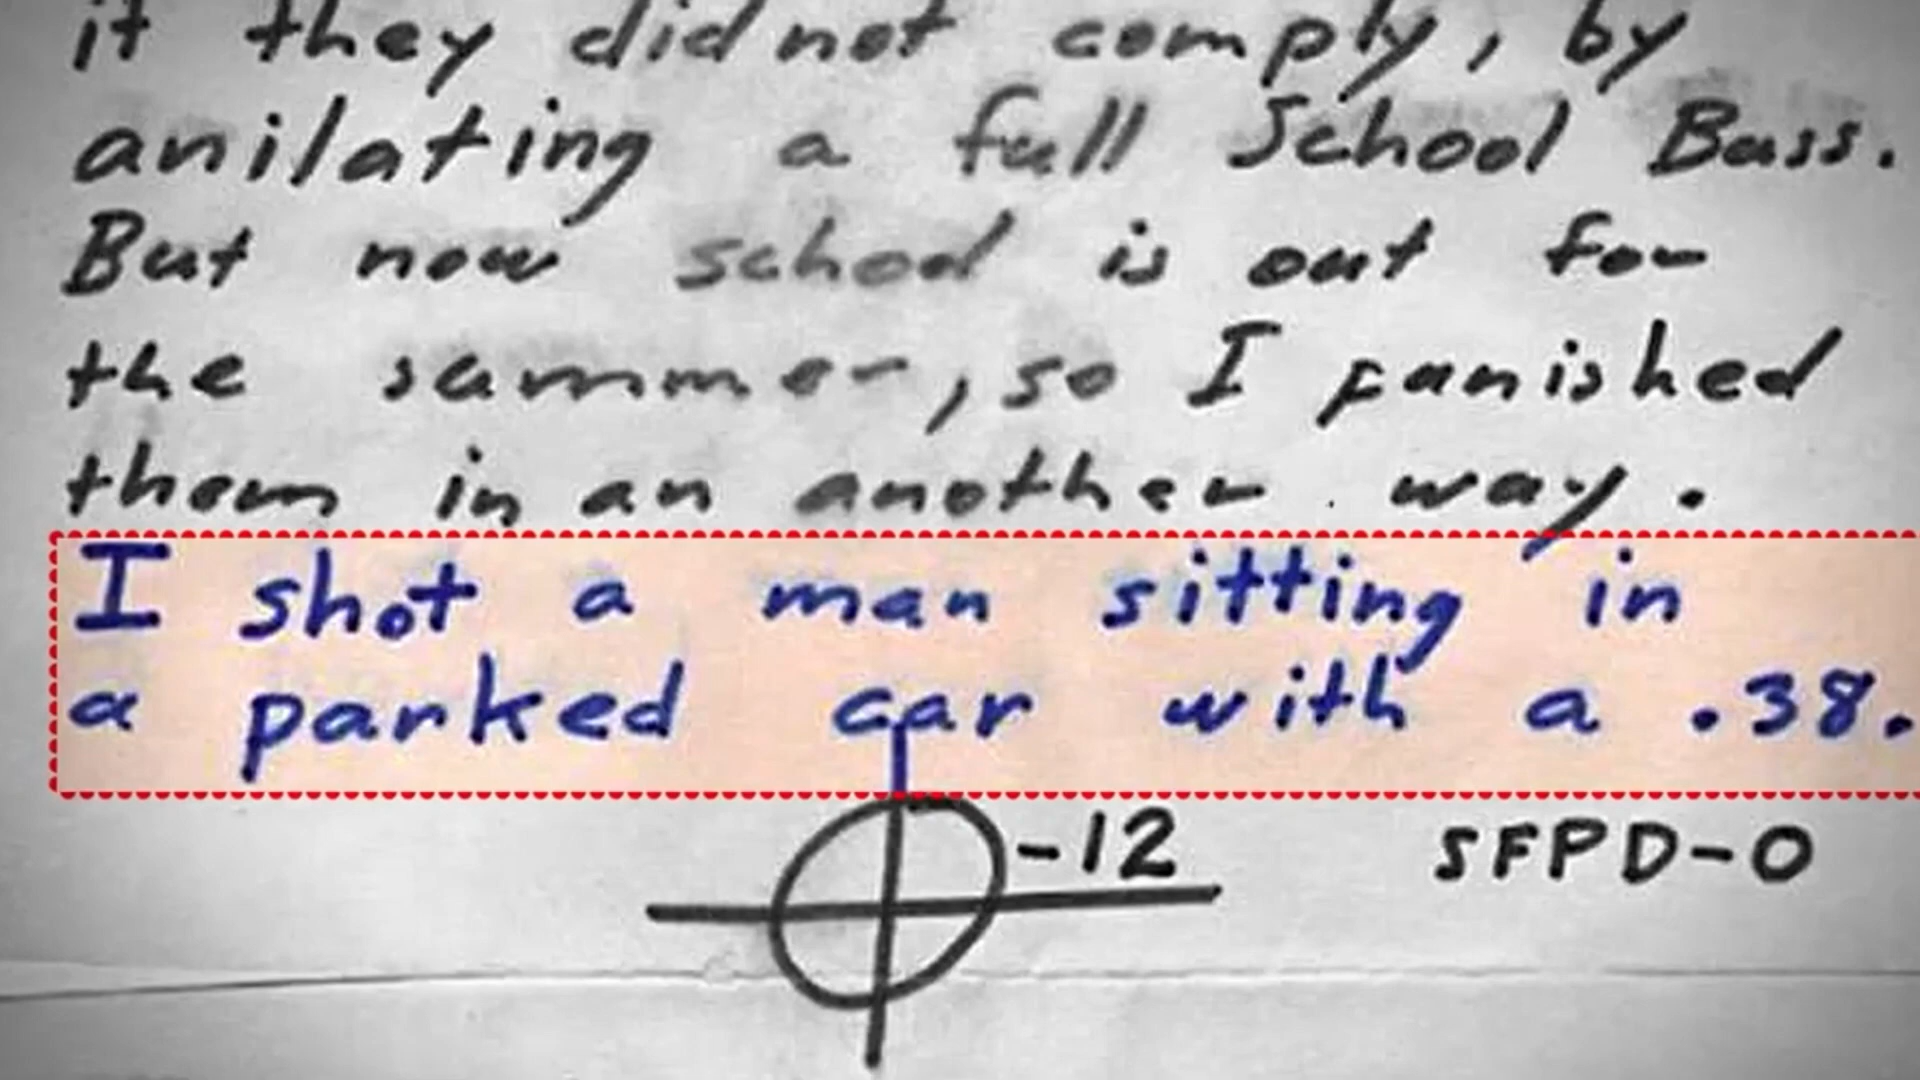 if they did not comply, by
anilating a full School Buss.
But now school is out for
the summer, so I punished
them in an another way.
I shot a man sitting in
a parked car with a .38.
-12 SFPD-0